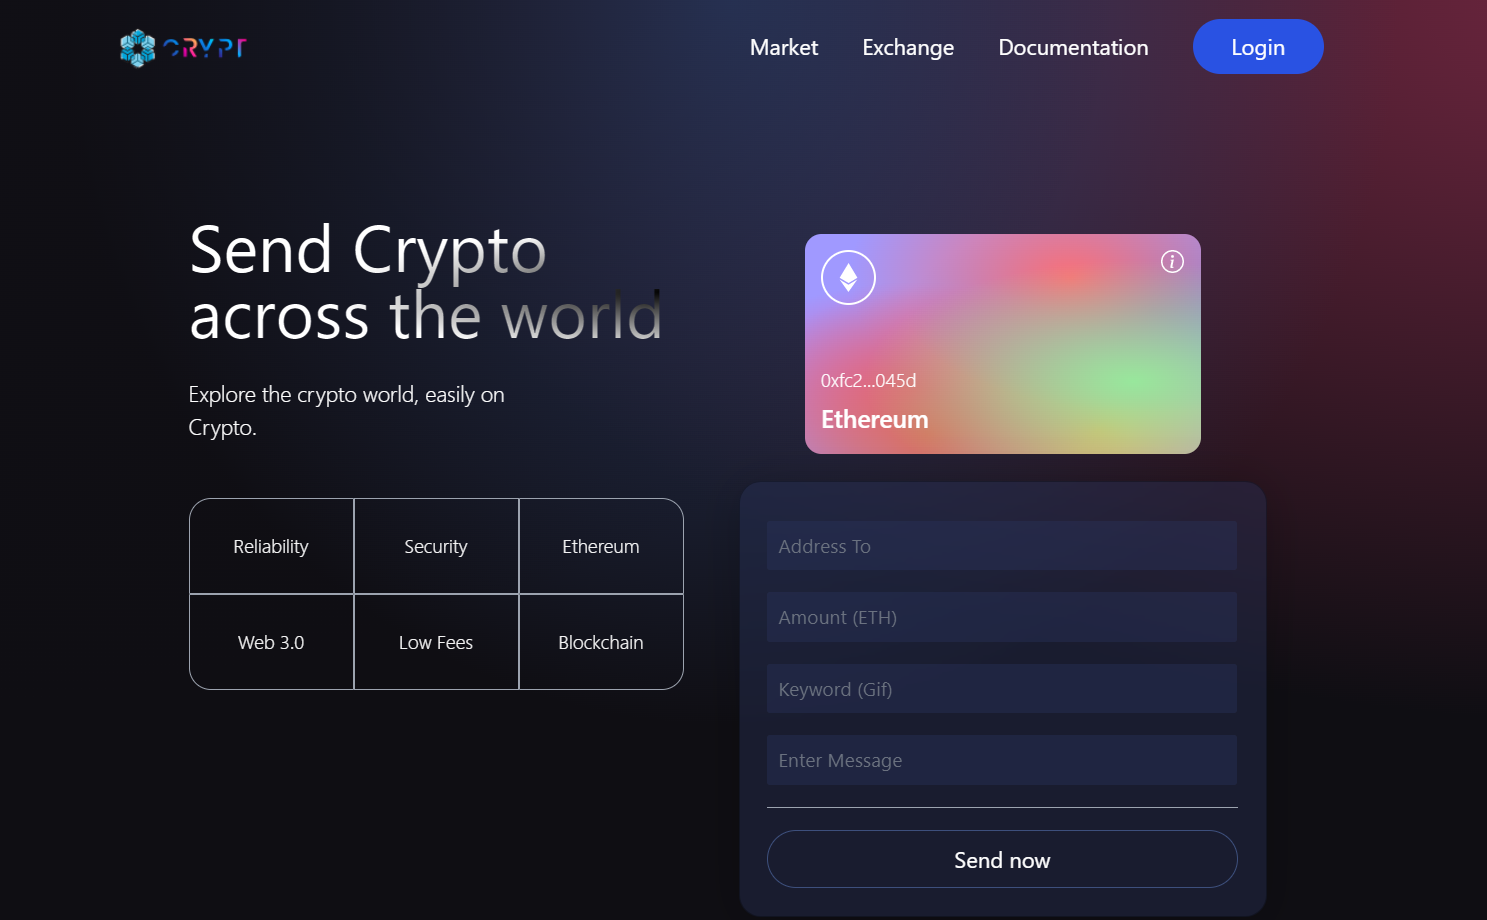 CRYPT
Market
Exchange
Documentation
Login
Send Crypto
across the world
Explore the crypto world, easily on
Crypto.
Reliability
Security
Ethereum
Web 3.0
Low Fees
Blockchain
0xfc2...045d
Ethereum
Address To
Amount (ETH)
Keyword (Gif)
Enter Message
Send now